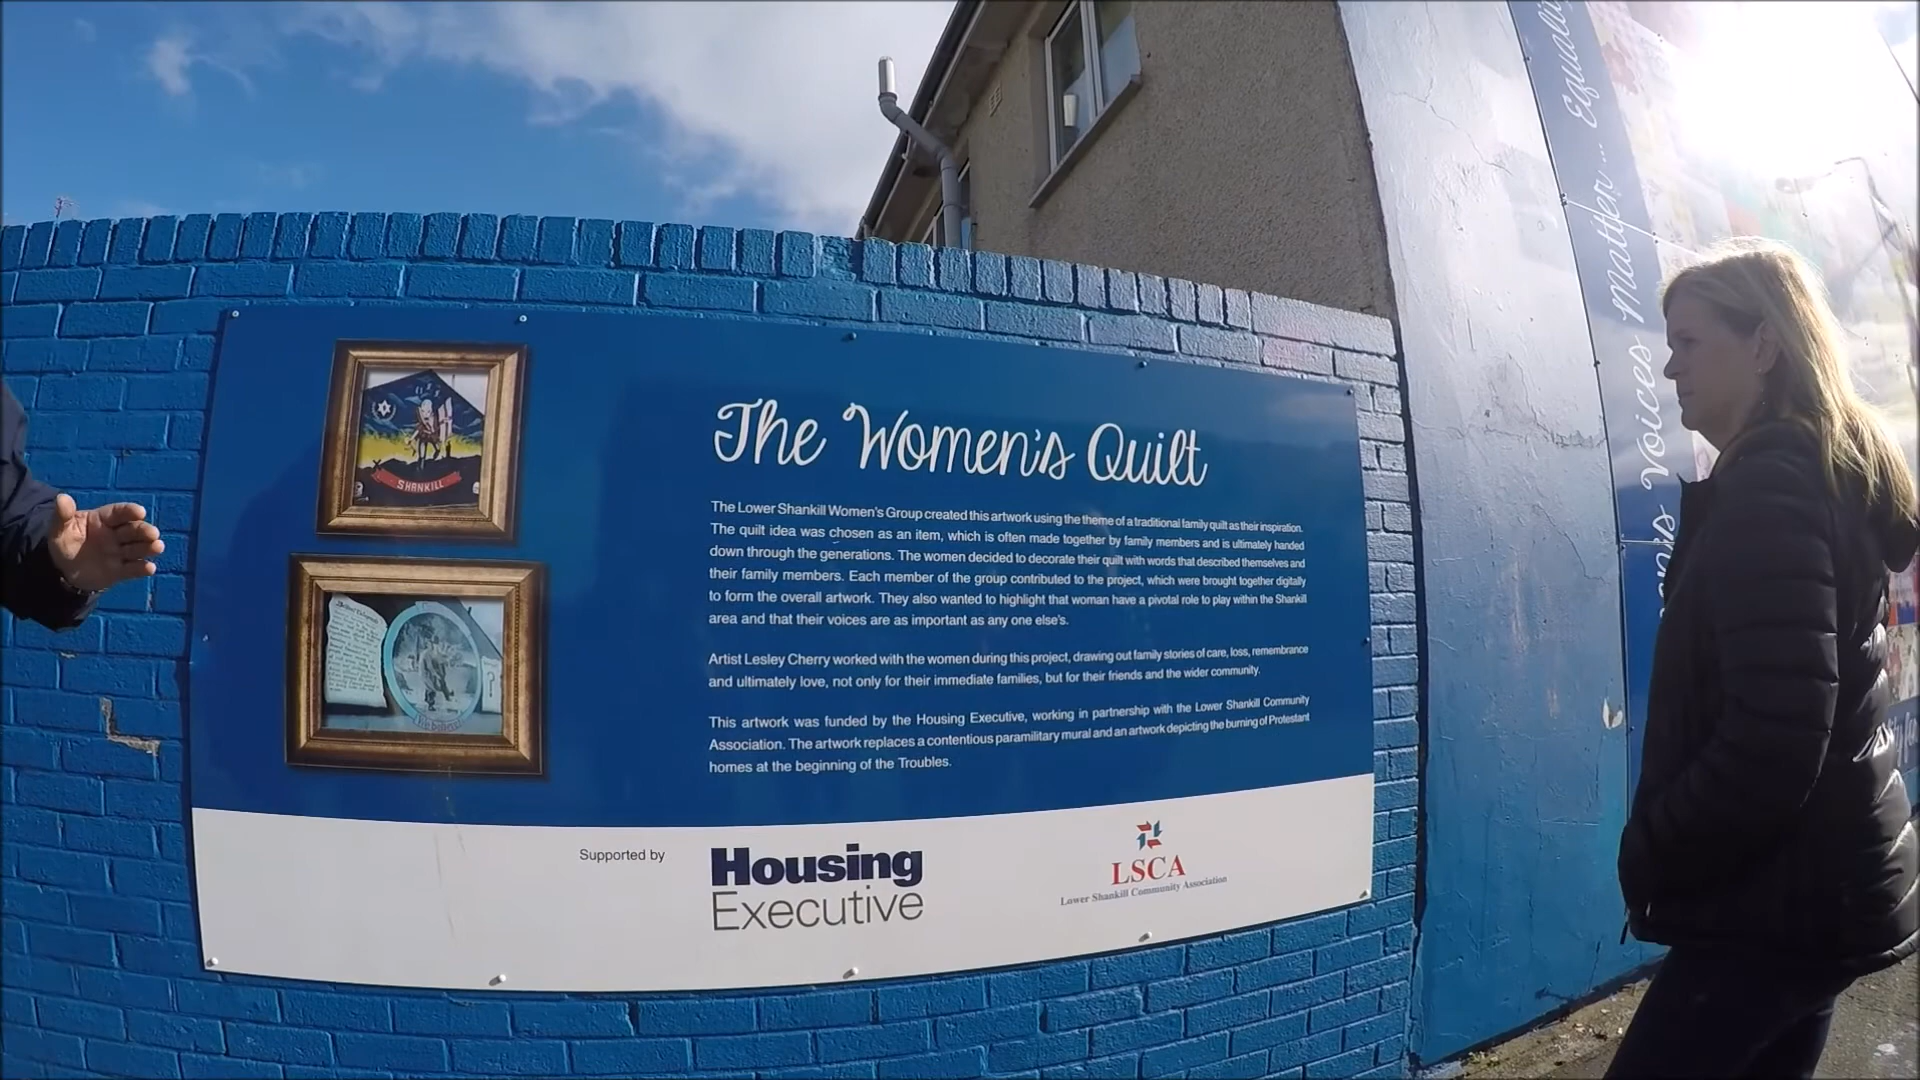 SHANKILL
The Women's Quilt
The Lower Shankill Women's Group created this artwork using the theme of a traditional family quilt as their inspiration.
The quilt idea was chosen as an item, which is often made together by family members and is ultimately handed
down through the generations. The women decided to decorate their quilt with words that described themselves and
their family members. Each member of the group contributed to the project, which were brought together digitally
to form the overall artwork. They also wanted to highlight that woman have a pivotal role to play within the Shankill
area and that their voices are as important as any one else's.
Artist Lesley Cherry worked with the women during this project, drawing out family stories of care, loss, remembrance
and ultimately love, not only for their immediate families, but for their friends and the wider community.
This artwork was funded by the Housing Executive, working in partnership with the Lower Shankill Community
Association. The artwork replaces a contentious paramilitary mural and an artwork depicting the burning of Protestant
homes at the beginning of the Troubles.
Supported by
Housing
Executive
LSCA
Lower Shankill Community Association
Voices matter...